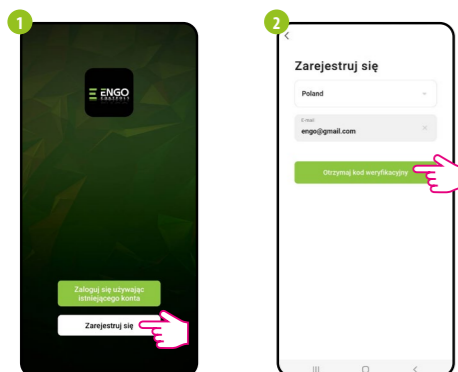 1
ENGO
CONTROLS
Zaloguj się używając
istniejącego konta
Zarejestruj się
2
Zarejestruj się
Poland
E-mail
engo@gmail.com
Otrzymaj kod weryfikacyjny